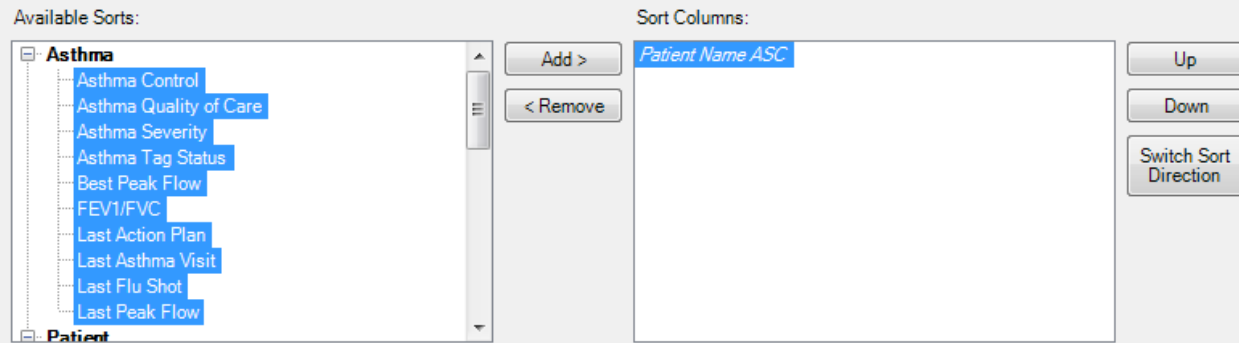 Available Sorts:
Asthma
Asthma Control
Asthma Quality of Care
Asthma Severity
Asthma Tag Status
Best Peak Flow
FEV1/FVC
Last Action Plan
Last Asthma Visit
Last Flu Shot
Last Peak Flow
Patient
Add >
< Remove
Sort Columns:
Patient Name ASC
Up
Down
Switch Sort
Direction